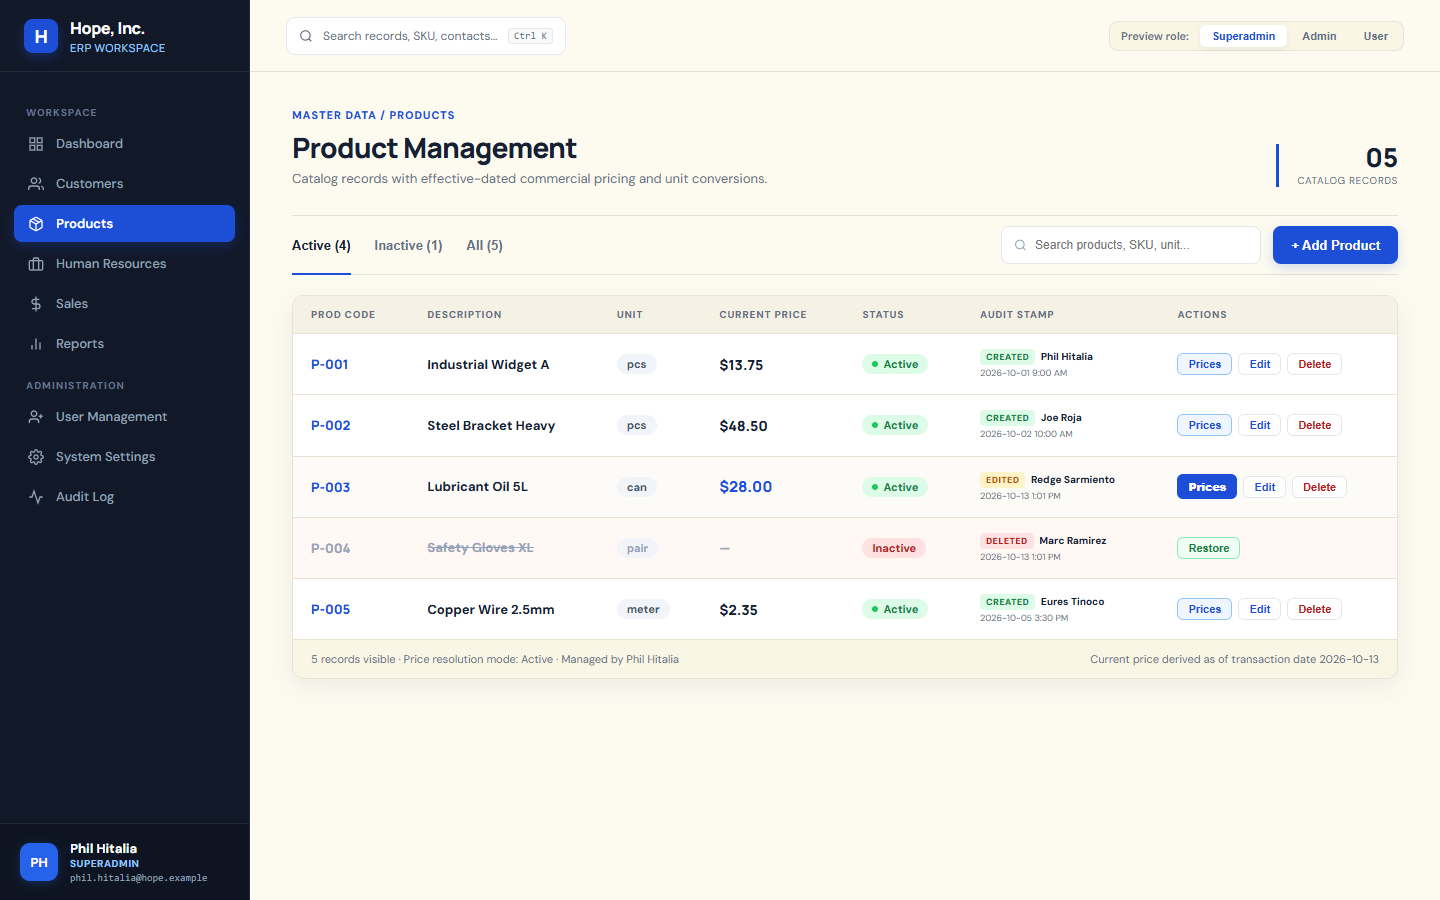 H
Hope, Inc.
ERP WORKSPACE
WORKSPACE
Dashboard
Customers
Products
Human Resources
Sales
Reports
ADMINISTRATION
User Management
System Settings
Audit Log
PH
Phil Hitalia
SUPERADMIN
phil.hitalia@hope.example
Search records, SKU, contacts... Ctrl K
Preview role: Superadmin Admin User
MASTER DATA / PRODUCTS
Product Management
Catalog records with effective-dated commercial pricing and unit conversions.
05
CATALOG RECORDS
Active (4) Inactive (1) All (5)
Search products, SKU, unit...
+ Add Product
PROD CODE DESCRIPTION UNIT CURRENT PRICE STATUS AUDIT STAMP ACTIONS
P-001 Industrial Widget A pcs $13.75 Active CREATED Phil Hitalia Prices Edit Delete
2026-10-01 9:00 AM
P-002 Steel Bracket Heavy pcs $48.50 Active CREATED Joe Roja Prices Edit Delete
2026-10-02 10:00 AM
P-003 Lubricant Oil 5L can $28.00 Active EDITED Redge Sarmiento Prices Edit Delete
2026-10-13 1:01 PM
P-004 Safety Gloves XL pair — Inactive DELETED Marc Ramirez Restore
2026-10-13 1:01 PM
P-005 Copper Wire 2.5mm meter $2.35 Active CREATED Eures Tinoco Prices Edit Delete
2026-10-05 3:30 PM
5 records visible · Price resolution mode: Active · Managed by Phil Hitalia
Current price derived as of transaction date 2026-10-13